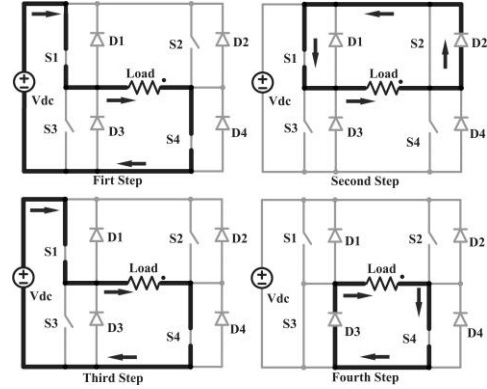 S1
D1
S2
D2
Load
Vdc
S3
D3
S4
D4
Firt Step
S1
D1
S2
D2
Load
Vdc
S3
D3
S4
D4
Second Step
S1
D1
S2
D2
Load
Vdc
S3
D3
S4
D4
Third Step
S1
D1
S2
D2
Load
Vdc
S3
D3
S4
D4
Fourth Step